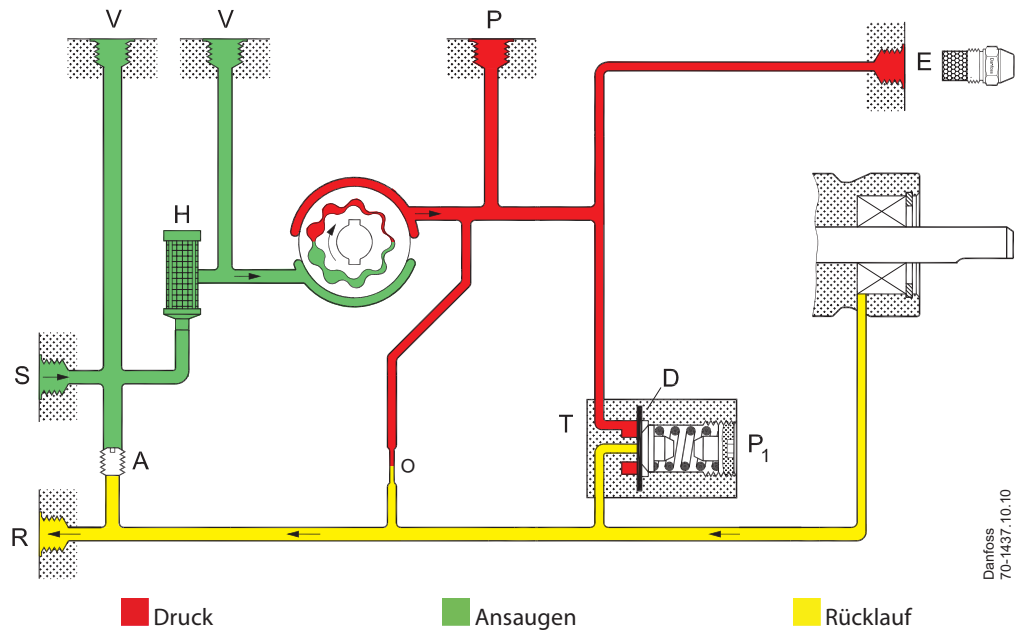 V
V
P
E
H
S
D
T
A
P1
O
R
Danfoss
70-1437.10.10
Druck
Ansaugen
Rücklauf